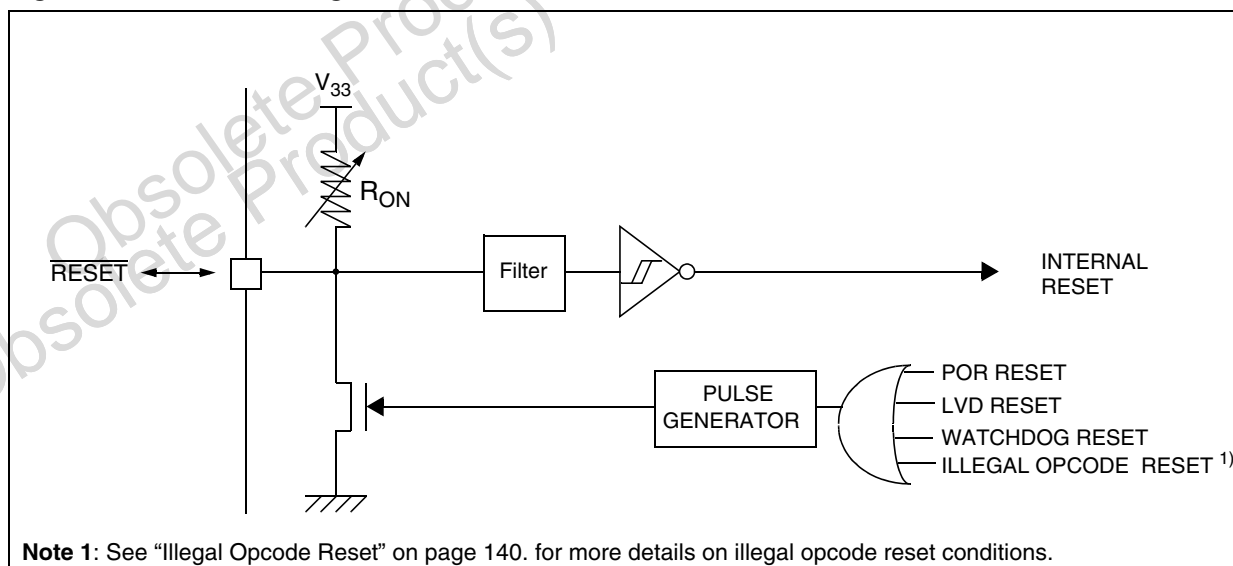 Obsolete Product(s)
Obsolete Product(s)
V33
RON
RESET
Filter
INTERNAL
RESET
PULSE
GENERATOR
POR RESET
LVD RESET
WATCHDOG RESET
ILLEGAL OPCODE RESET 1)
Note 1: See “Illegal Opcode Reset” on page 140. for more details on illegal opcode reset conditions.